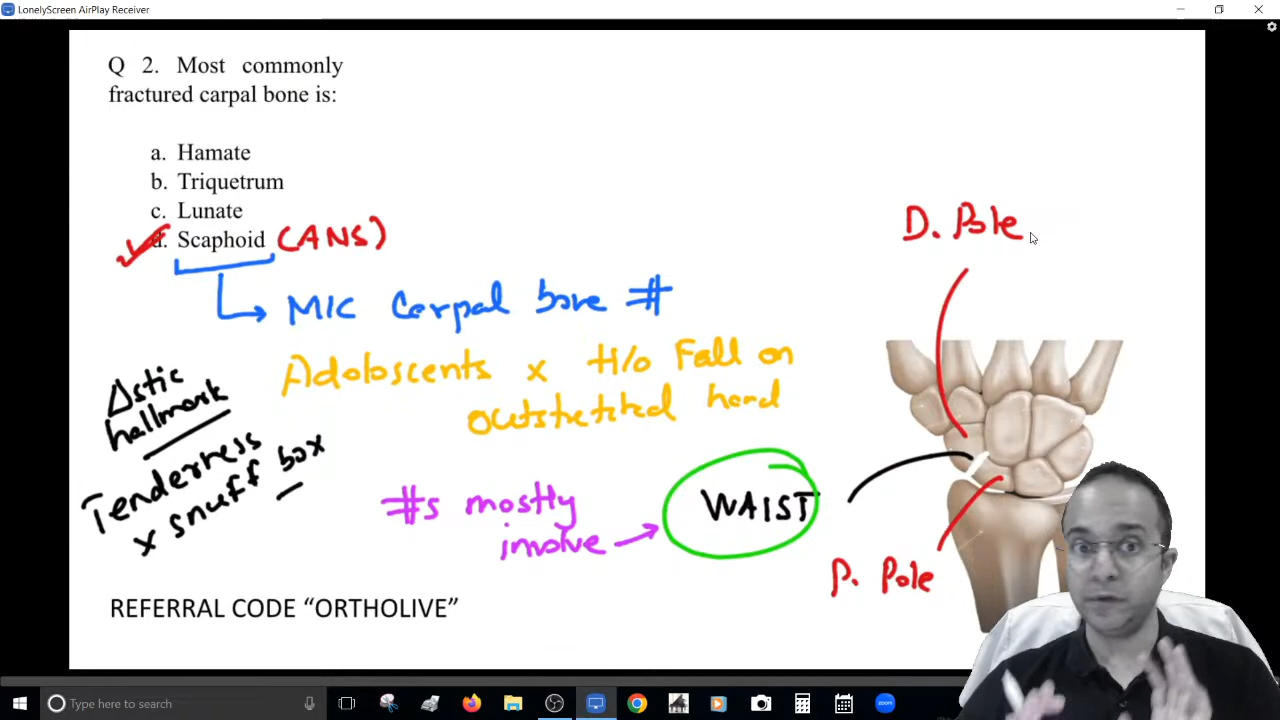 LonelyScreen AirPlay Receiver
Q 2. Most commonly
fractured carpal bone is:
a. Hamate
b. Triquetrum
c. Lunate
d. Scaphoid (ANS)
MIC Carpal bone #
Adoloscents x H/o Fall on
outstretched hand
Δstic
hallmark
Tenderness
x snuff box
#s mostly
involve
WAIST
D. Pole
P. Pole
REFERRAL CODE “ORTHOLIVE”
Type here to search
zoom